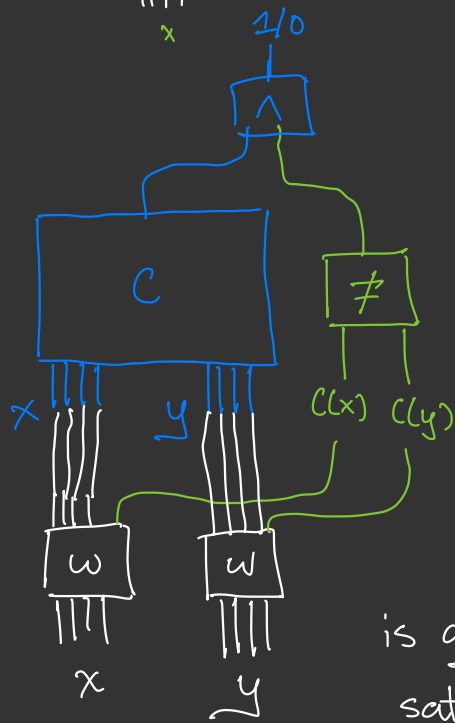 x
1/0
∧
C
≠
x y C(x) C(y)
w w
is
x y
sat